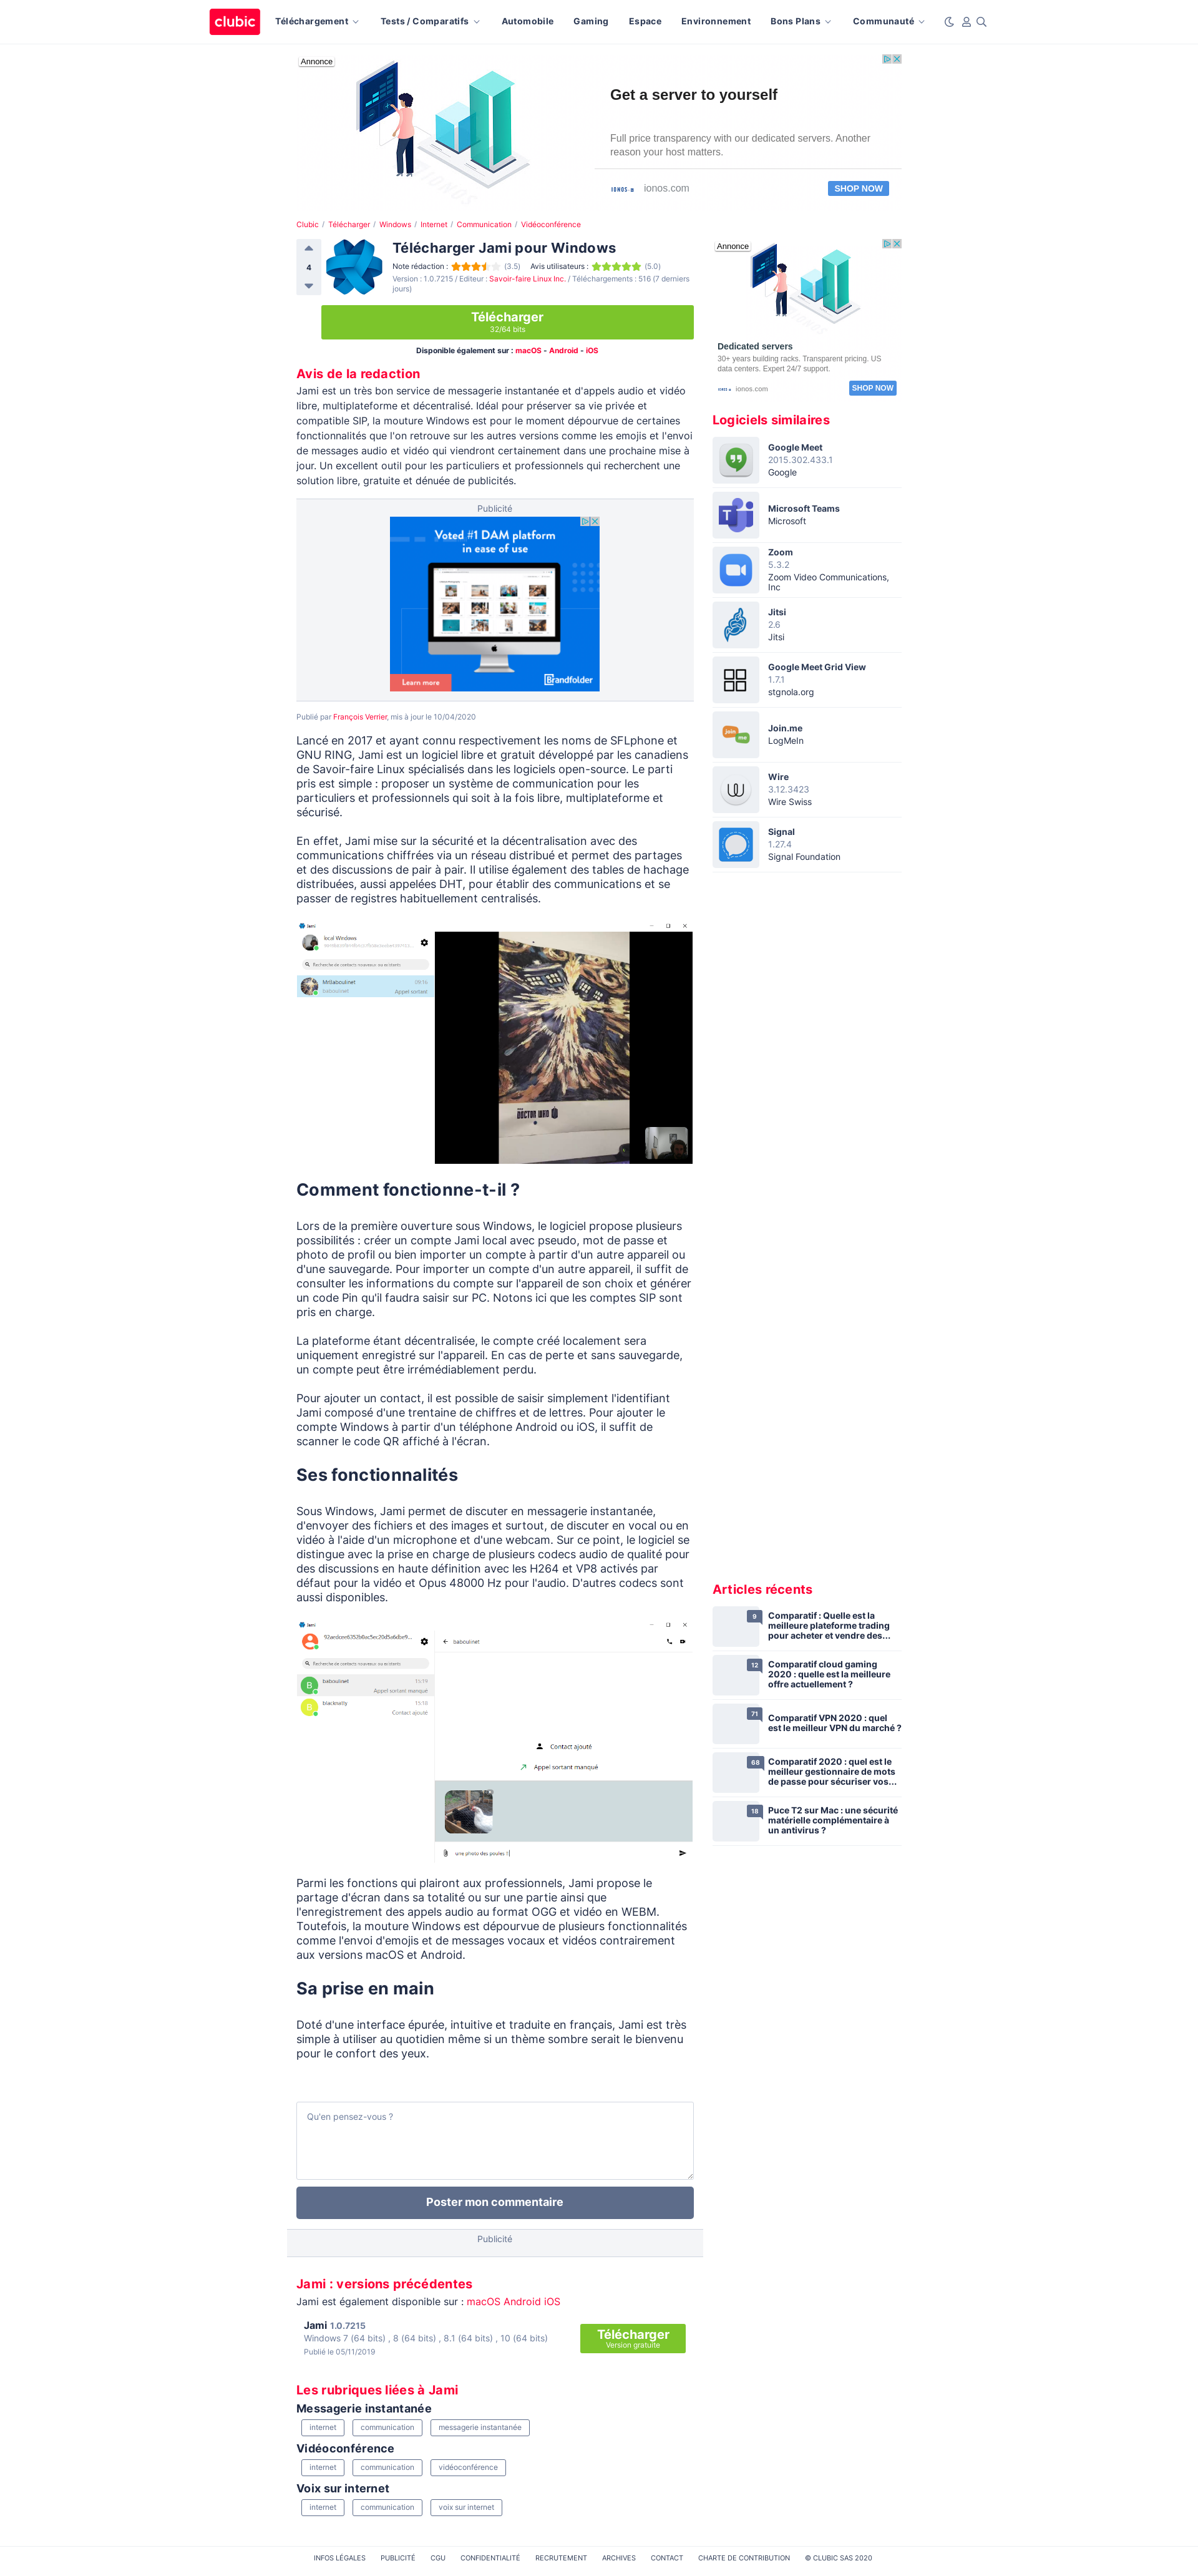 clubic
Téléchargement
Tests / Comparatifs
Automobile
Gaming
Espace
Environnement
Bons Plans
Communauté
Annonce
Get a server to yourself
Full price transparency with our dedicated servers. Another
reason your host matters.
IONOS
ionos.com
SHOP NOW
Clubic / Télécharger / Windows / Internet / Communication / Vidéoconférence
4
Télécharger Jami pour Windows
Note rédaction : (3.5) Avis utilisateurs : (5.0)
Version : 1.0.7215 / Editeur : Savoir-faire Linux Inc. / Téléchargements : 516 (7 derniers
jours)
Télécharger
32/64 bits
Disponible également sur : macOS - Android - iOS
Avis de la redaction
Jami est un très bon service de messagerie instantanée et d'appels audio et vidéo
libre, multiplateforme et décentralisé. Idéal pour préserver sa vie privée et
compatible SIP, la mouture Windows est pour le moment dépourvue de certaines
fonctionnalités que l'on retrouve sur les autres versions comme les emojis et l'envoi
de messages audio et vidéo qui viendront certainement dans une prochaine mise à
jour. Un excellent outil pour les particuliers et professionnels qui recherchent une
solution libre, gratuite et dénuée de publicités.
Publicité
Voted #1 DAM platform
in ease of use
Learn more
Brandfolder
Publié par François Verrier, mis à jour le 10/04/2020
Lancé en 2017 et ayant connu respectivement les noms de SFLphone et
GNU RING, Jami est un logiciel libre et gratuit développé par les canadiens
de Savoir-faire Linux spécialisés dans les logiciels open-source. Le parti
pris est simple : proposer un système de communication pour les
particuliers et professionnels qui soit à la fois libre, multiplateforme et
sécurisé.
En effet, Jami mise sur la sécurité et la décentralisation avec des
communications chiffrées via un réseau distribué et permet des partages
et des discussions de pair à pair. Il utilise également des tables de hachage
distribuées, aussi appelées DHT, pour établir des communications et se
passer de registres habituellement centralisés.
Jami
local Windows
Recherche de contacts nouveaux ou existants
Mrtlaboulinet
09:16
baboulinet
Appel sortant
DOCTOR WHO
Comment fonctionne-t-il ?
Lors de la première ouverture sous Windows, le logiciel propose plusieurs
possibilités : créer un compte Jami local avec pseudo, mot de passe et
photo de profil ou bien importer un compte à partir d'un autre appareil ou
d'une sauvegarde. Pour importer un compte d'un autre appareil, il suffit de
consulter les informations du compte sur l'appareil de son choix et générer
un code Pin qu'il faudra saisir sur PC. Notons ici que les comptes SIP sont
pris en charge.
La plateforme étant décentralisée, le compte créé localement sera
uniquement enregistré sur l'appareil. En cas de perte et sans sauvegarde,
un compte peut être irrémédiablement perdu.
Pour ajouter un contact, il est possible de saisir simplement l'identifiant
Jami composé d'une trentaine de chiffres et de lettres. Pour ajouter le
compte Windows à partir d'un téléphone Android ou iOS, il suffit de
scanner le code QR affiché à l'écran.
Ses fonctionnalités
Sous Windows, Jami permet de discuter en messagerie instantanée,
d'envoyer des fichiers et des images et surtout, de discuter en vocal ou en
vidéo à l'aide d'un microphone et d'une webcam. Sur ce point, le logiciel se
distingue avec la prise en charge de plusieurs codecs audio de qualité pour
des discussions en haute définition avec les H264 et VP8 activés par
défaut pour la vidéo et Opus 48000 Hz pour l'audio. D'autres codecs sont
aussi disponibles.
Jami
Recherche de contacts nouveaux ou existants
B
baboulinet
15:19
Appel sortant manqué
B
blacknelly
15:18
Contact ajouté
baboulinet
Contact ajouté
Appel sortant manqué
une photo des poules !
Parmi les fonctions qui plairont aux professionnels, Jami propose le
partage d'écran dans sa totalité ou sur une partie ainsi que
l'enregistrement des appels audio au format OGG et vidéo en WEBM.
Toutefois, la mouture Windows est dépourvue de plusieurs fonctionnalités
comme l'envoi d'emojis et de messages vocaux et vidéos contrairement
aux versions macOS et Android.
Sa prise en main
Doté d'une interface épurée, intuitive et traduite en français, Jami est très
simple à utiliser au quotidien même si un thème sombre serait le bienvenu
pour le confort des yeux.
Qu'en pensez-vous ?
Poster mon commentaire
Publicité
Jami : versions précédentes
Jami est également disponible sur : macOS Android iOS
Jami 1.0.7215
Windows 7 (64 bits) , 8 (64 bits) , 8.1 (64 bits) , 10 (64 bits)
Publié le 05/11/2019
Télécharger
Version gratuite
Les rubriques liées à Jami
Messagerie instantanée
internet communication messagerie instantanée
Vidéoconférence
internet communication vidéoconférence
Voix sur internet
internet communication voix sur internet
Annonce
Dedicated servers
30+ years building racks. Transparent pricing. US
data centers. Expert 24/7 support.
ionos.com
SHOP NOW
Logiciels similaires
Google Meet
2015.302.433.1
Google
Microsoft Teams
Microsoft
Zoom
5.3.2
Zoom Video Communications,
Inc
Jitsi
2.6
Jitsi
Google Meet Grid View
1.7.1
stgnola.org
join me
Join.me
LogMeIn
Wire
3.12.3423
Wire Swiss
Signal
1.27.4
Signal Foundation
Articles récents
9
Comparatif : Quelle est la
meilleure plateforme trading
pour acheter et vendre des...
12
Comparatif cloud gaming
2020 : quelle est la meilleure
offre actuellement ?
71
Comparatif VPN 2020 : quel
est le meilleur VPN du marché ?
68
Comparatif 2020 : quel est le
meilleur gestionnaire de mots
de passe pour sécuriser vos...
18
Puce T2 sur Mac : une sécurité
matérielle complémentaire à
un antivirus ?
INFOS LÉGALES
PUBLICITÉ
CGU
CONFIDENTIALITÉ
RECRUTEMENT
ARCHIVES
CONTACT
CHARTE DE CONTRIBUTION
© CLUBIC SAS 2020